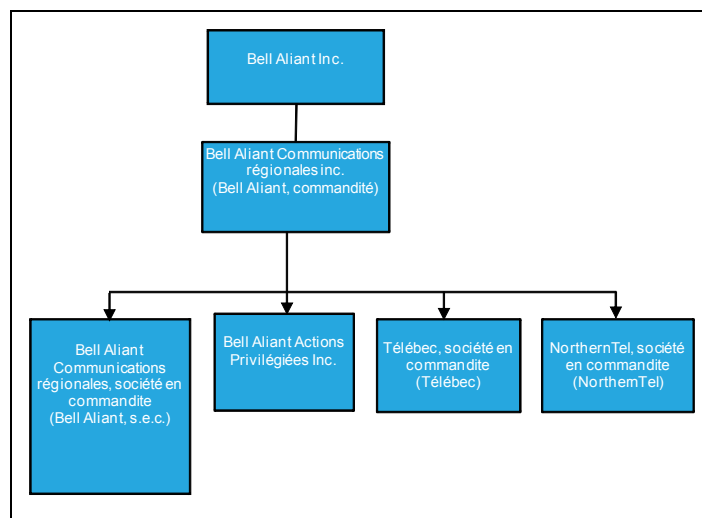 Bell Aliant Inc.
Bell Aliant Communications
régionales inc.
(Bell Aliant, commandité)
Bell Aliant
Communications
régionales, société en
commandite
(Bell Aliant, s.e.c.)
Bell Aliant Actions
Privilégiées Inc.
Télébec, société en
commandite
(Télébec)
NorthernTel, société
en commandite
(NorthernTel)